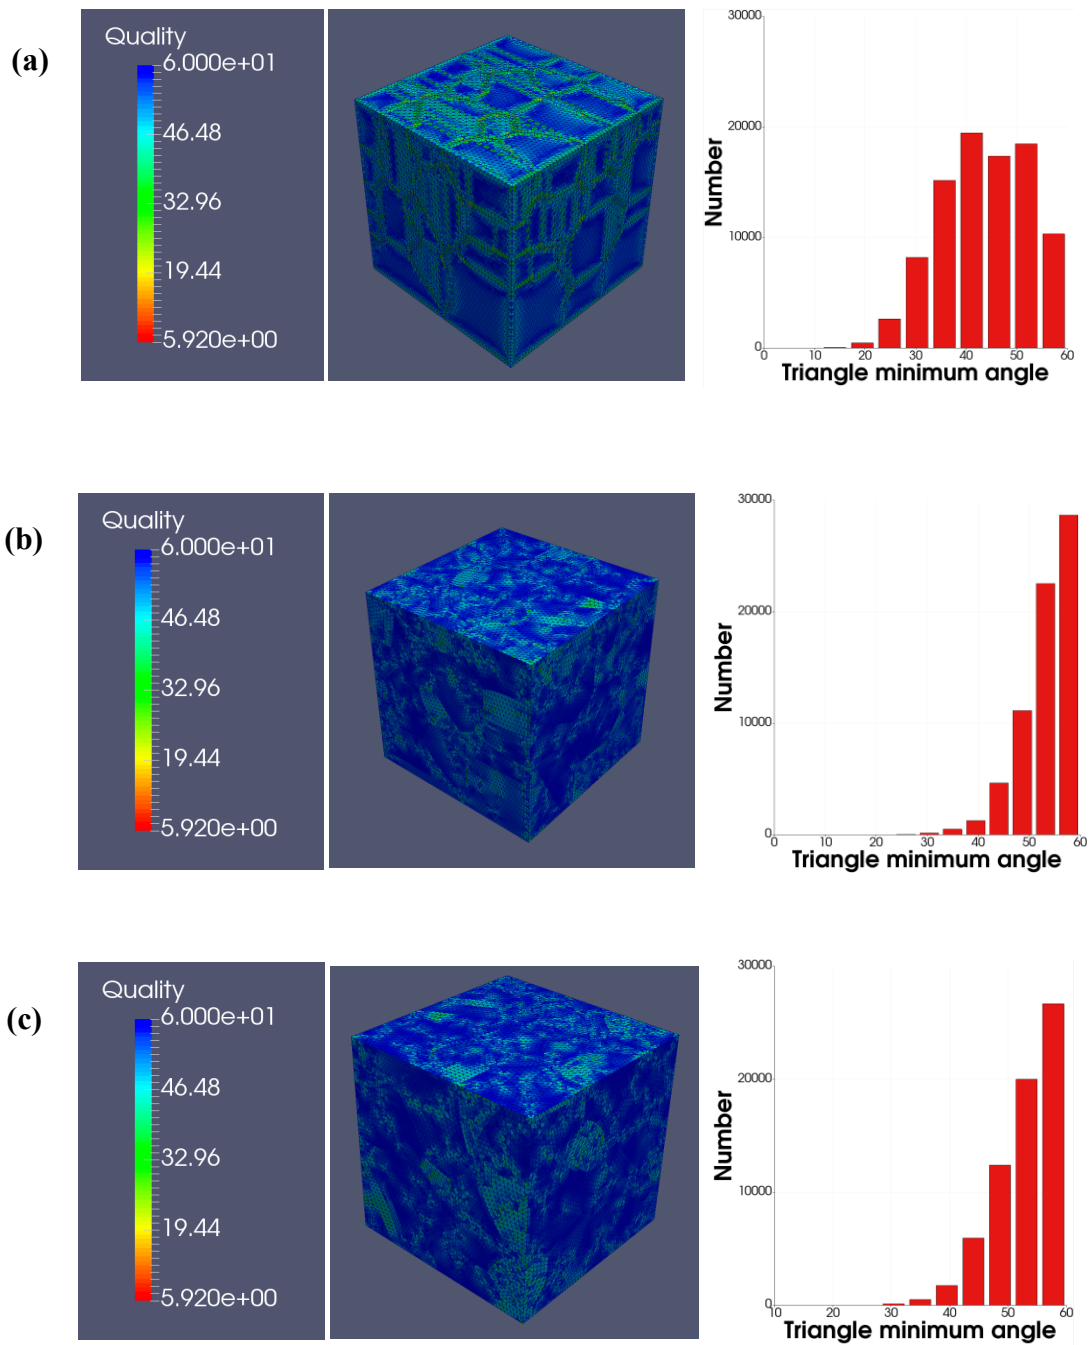 (a)
Quality
6.000e+01
46.48
32.96
19.44
5.920e+00
Number
30000
20000
10000
0
0 10 20 30 40 50 60
Triangle minimum angle
(b)
Quality
6.000e+01
46.48
32.96
19.44
5.920e+00
Number
30000
20000
10000
0
0 10 20 30 40 50 60
Triangle minimum angle
(c)
Quality
6.000e+01
46.48
32.96
19.44
5.920e+00
Number
30000
20000
10000
0
10 20 30 40 50 60
Triangle minimum angle